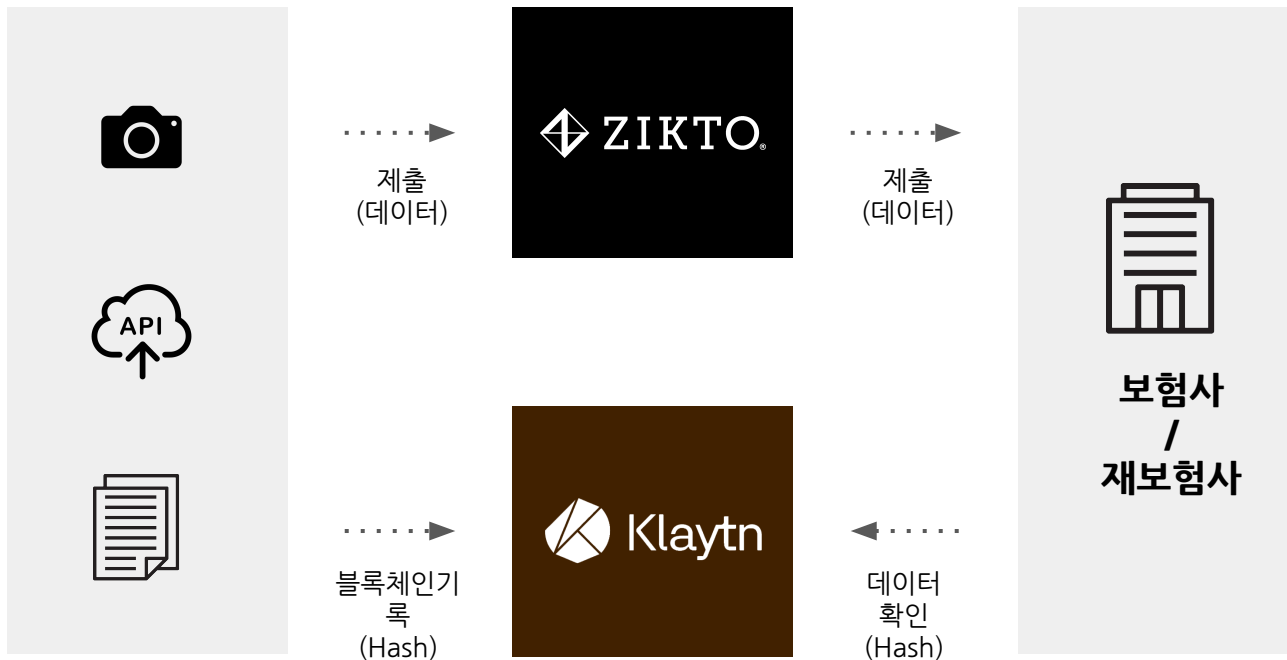 ZIKTO®
제출
(데이터)
제출
(데이터)
API
보험사
/
재보험사
Klaytn
블록체인기
록
(Hash)
데이터
확인
(Hash)